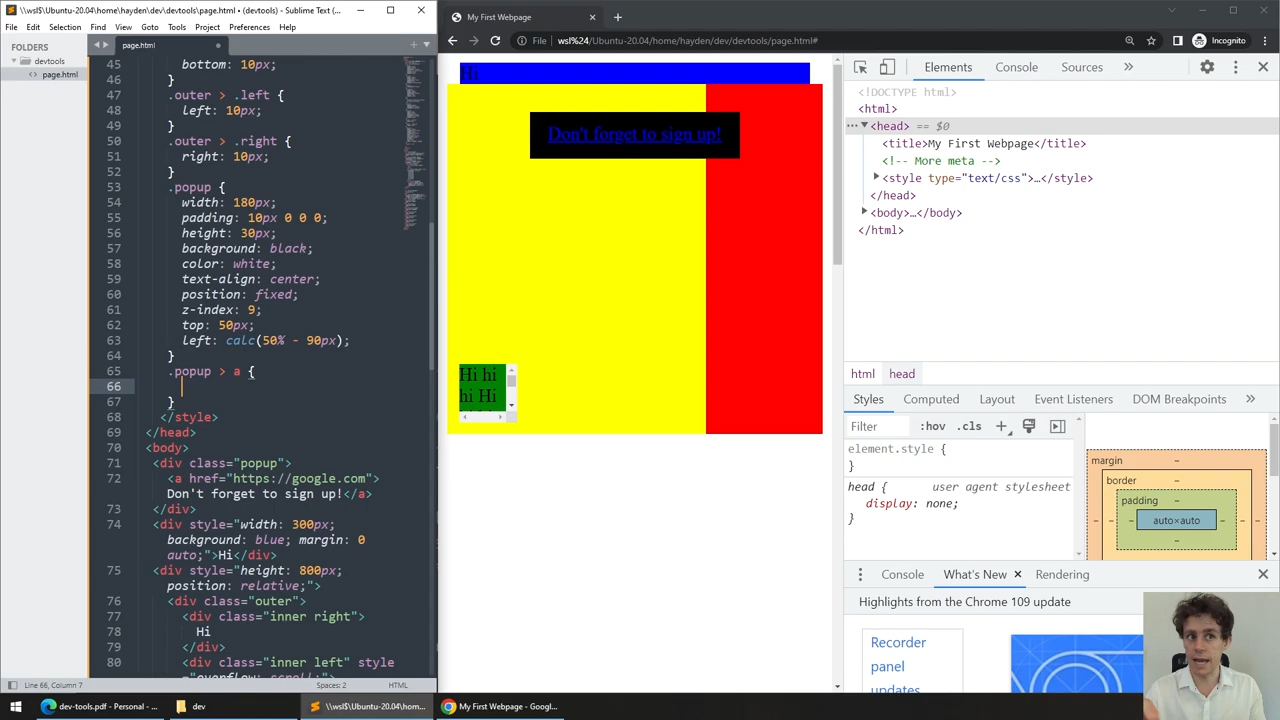 \\wsl$\Ubuntu-20.04\home\hayden\dev\devtools\page.html • (devtools) - Sublime Text (...
File Edit Selection Find View Goto Tools Project Preferences Help
FOLDERS
devtools
page.html
page.html
45 bottom: 10px;
46 }
47 .outer > .left {
48 left: 10px;
49 }
50 .outer > .right {
51 right: 10px;
52 }
53 .popup {
54 width: 180px;
55 padding: 10px 0 0 0;
56 height: 30px;
57 background: black;
58 color: white;
59 text-align: center;
60 position: fixed;
61 z-index: 9;
62 top: 50px;
63 left: calc(50% - 90px);
64 }
65 .popup > a {
66
67 }
68 </style>
69 </head>
70 <body>
71 <div class="popup">
72 <a href="https://google.com">
Don't forget to sign up!</a>
73 </div>
74 <div style="width: 300px;
background: blue; margin: 0
auto;">Hi</div>
75 <div style="height: 800px;
position: relative;">
76 <div class="outer">
77 <div class="inner right">
78 Hi
79 </div>
80 <div class="inner left" style
="overflow: scroll;">
Line 66, Column 7
Spaces: 2
HTML
My First Webpage
File wsl%24/Ubuntu-20.04/home/hayden/dev/devtools/page.html#
Incognito
Hi
Don't forget to sign up!
Hi hi
hi Hi
Elements Console Sources
<!DOCTYPE html>
<html>
<head> == $0
<title>My First Webpage</title>
<!-- More meta -->
<style type="text/css">…</style>
</head>
<body>…</body>
</html>
html head
Styles Computed Layout Event Listeners DOM Breakpoints
Filter :hov .cls
element.style {
}
head { user agent stylesheet
display: none;
}
margin –
border –
padding –
– – – auto×auto – – –
–
–
Console What's New Rendering
Highlights from the Chrome 109 update
Recorder
panel
updates
dev-tools.pdf - Personal - ...
dev
\\wsl$\Ubuntu-20.04\hom...
My First Webpage - Googl...